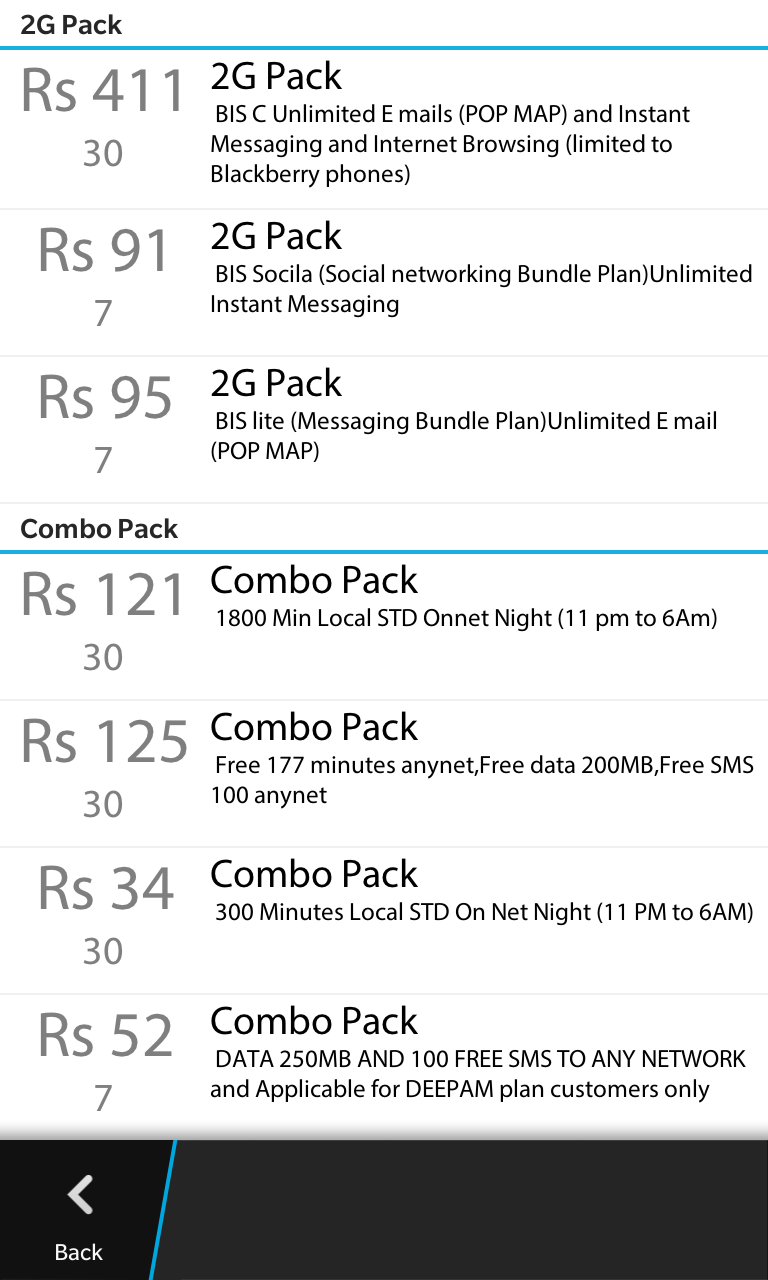 2G Pack
Rs 411
30
2G Pack
BIS C Unlimited E mails (POP MAP) and Instant
Messaging and Internet Browsing (limited to
Blackberry phones)
Rs 91
7
2G Pack
BIS Socila (Social networking Bundle Plan)Unlimited
Instant Messaging
Rs 95
7
2G Pack
BIS lite (Messaging Bundle Plan)Unlimited E mail
(POP MAP)
Combo Pack
Rs 121
30
Combo Pack
1800 Min Local STD Onnet Night (11 pm to 6Am)
Rs 125
30
Combo Pack
Free 177 minutes anynet,Free data 200MB,Free SMS
100 anynet
Rs 34
30
Combo Pack
300 Minutes Local STD On Net Night (11 PM to 6AM)
Rs 52
7
Combo Pack
DATA 250MB AND 100 FREE SMS TO ANY NETWORK
and Applicable for DEEPAM plan customers only
Back